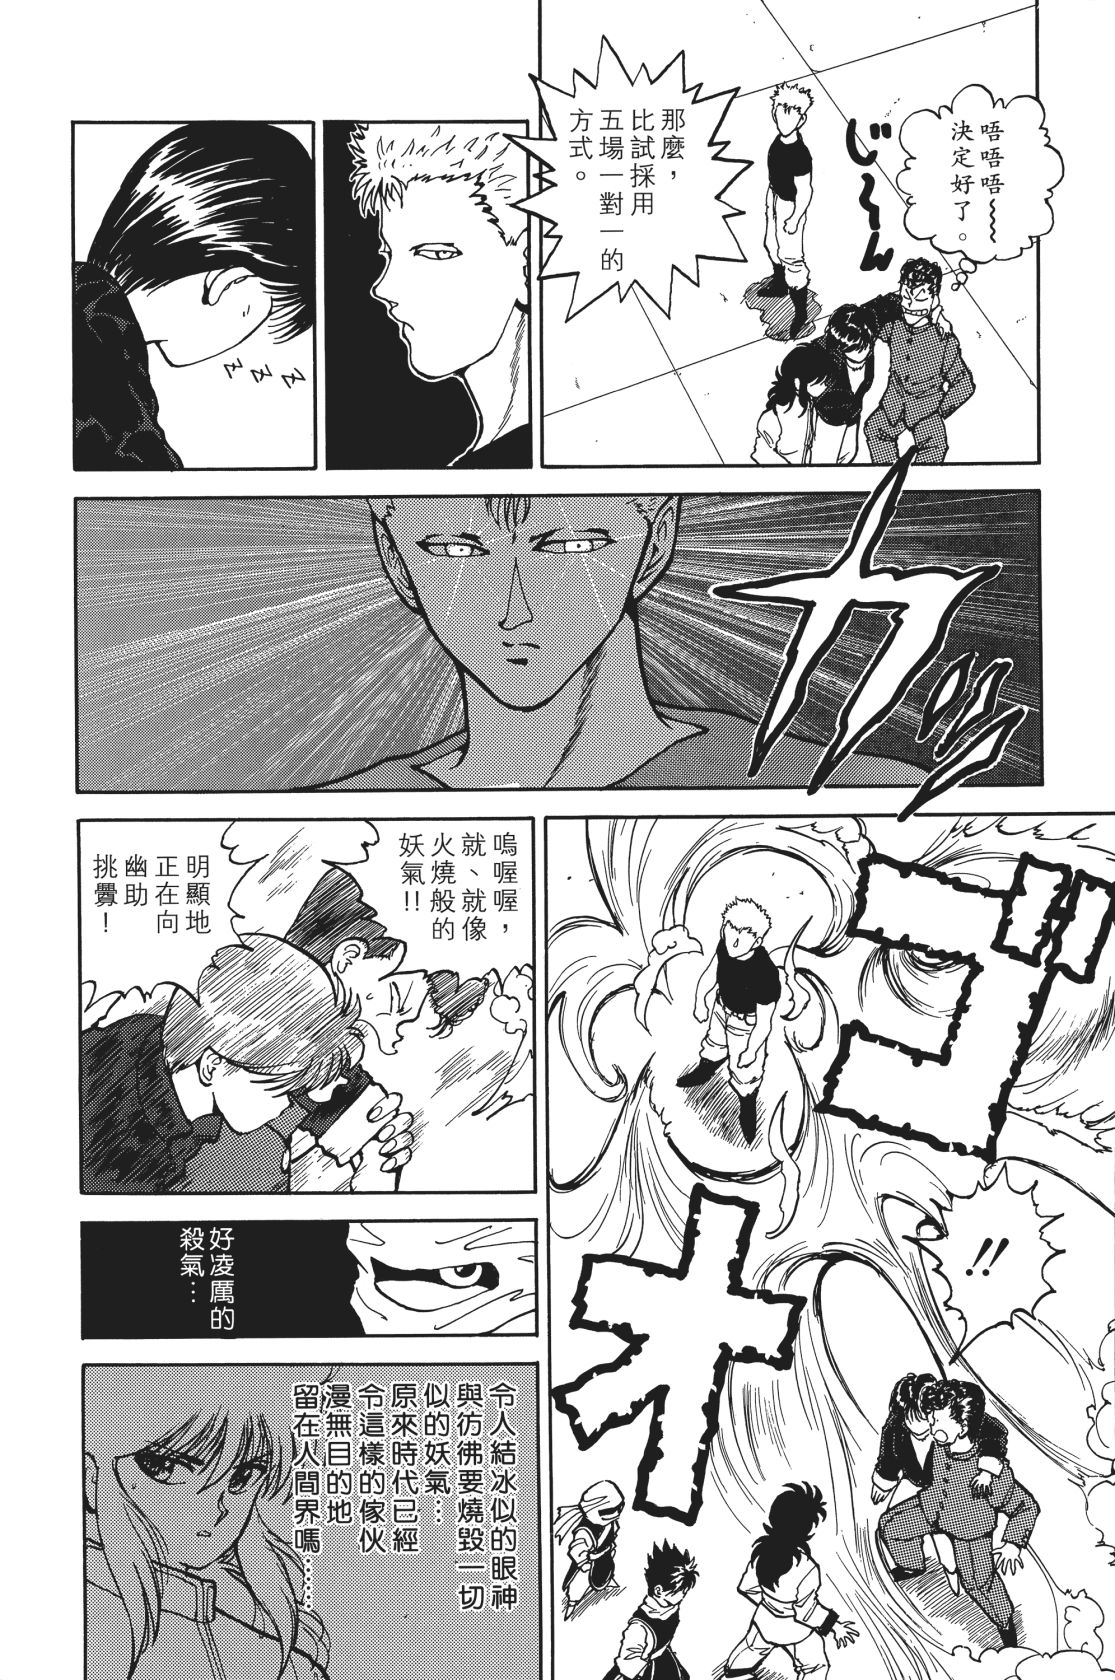 唔唔唔～
決定好了。
じ～ん
那麼，
比試採用
五場一對一的
方式。
zzz
カッ
ゴオ
!!
嗚喔喔，
就、就像
火燒般的
妖氣!!
明顯地
正在向
幽助
挑釁！
好凌厲的
殺氣…
令人結冰似的眼神
與彷彿要燒毀一切
似的妖氣…
原來時代已經
令這樣的傢伙
漫無目的地
留在人間界嗎……